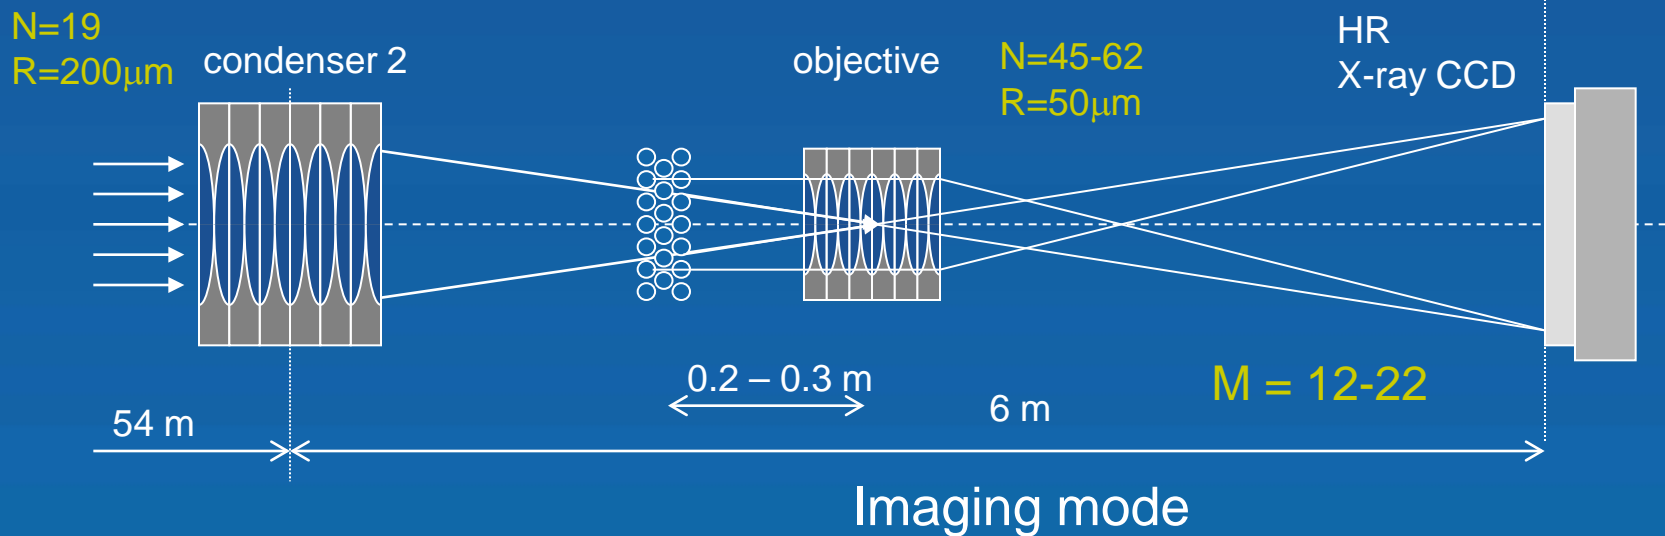 N=19
R=200μm
condenser 2
objective
N=45-62
R=50μm
HR
X-ray CCD
0.2 – 0.3 m
M = 12-22
54 m
6 m
Imaging mode